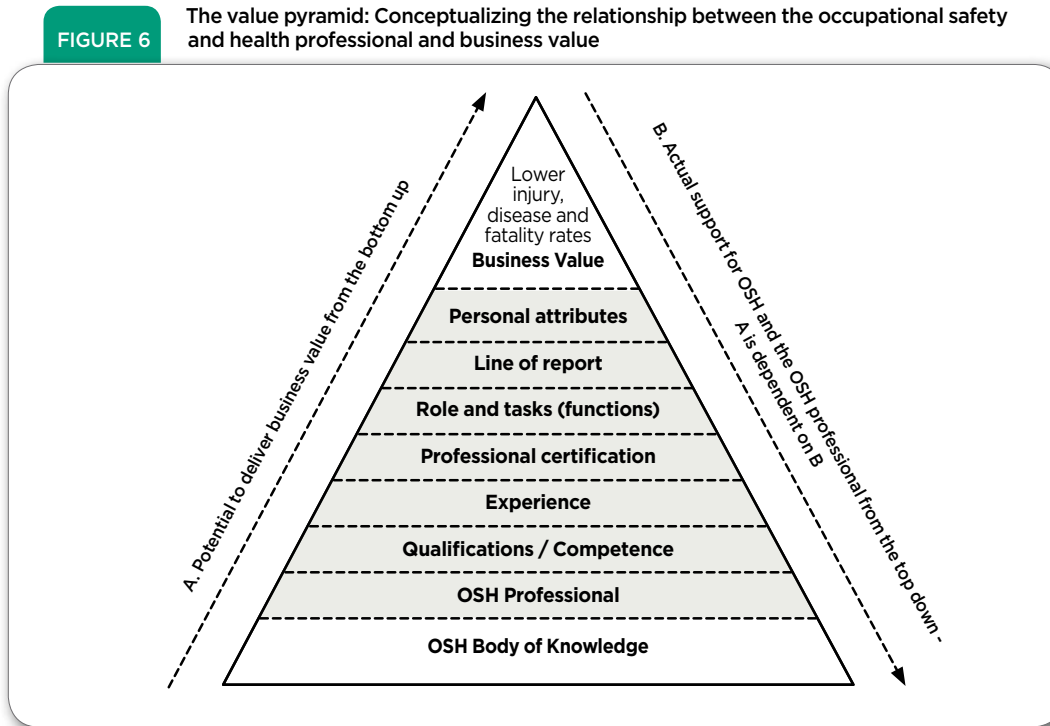 FIGURE 6
The value pyramid: Conceptualizing the relationship between the occupational safety
and health professional and business value
A. Potential to deliver business value from the bottom up
B. Actual support for OSH and the OSH professional from the top down -
A is dependent on B
Lower
injury,
disease and
fatality rates
Business Value
Personal attributes
Line of report
Role and tasks (functions)
Professional certification
Experience
Qualifications / Competence
OSH Professional
OSH Body of Knowledge